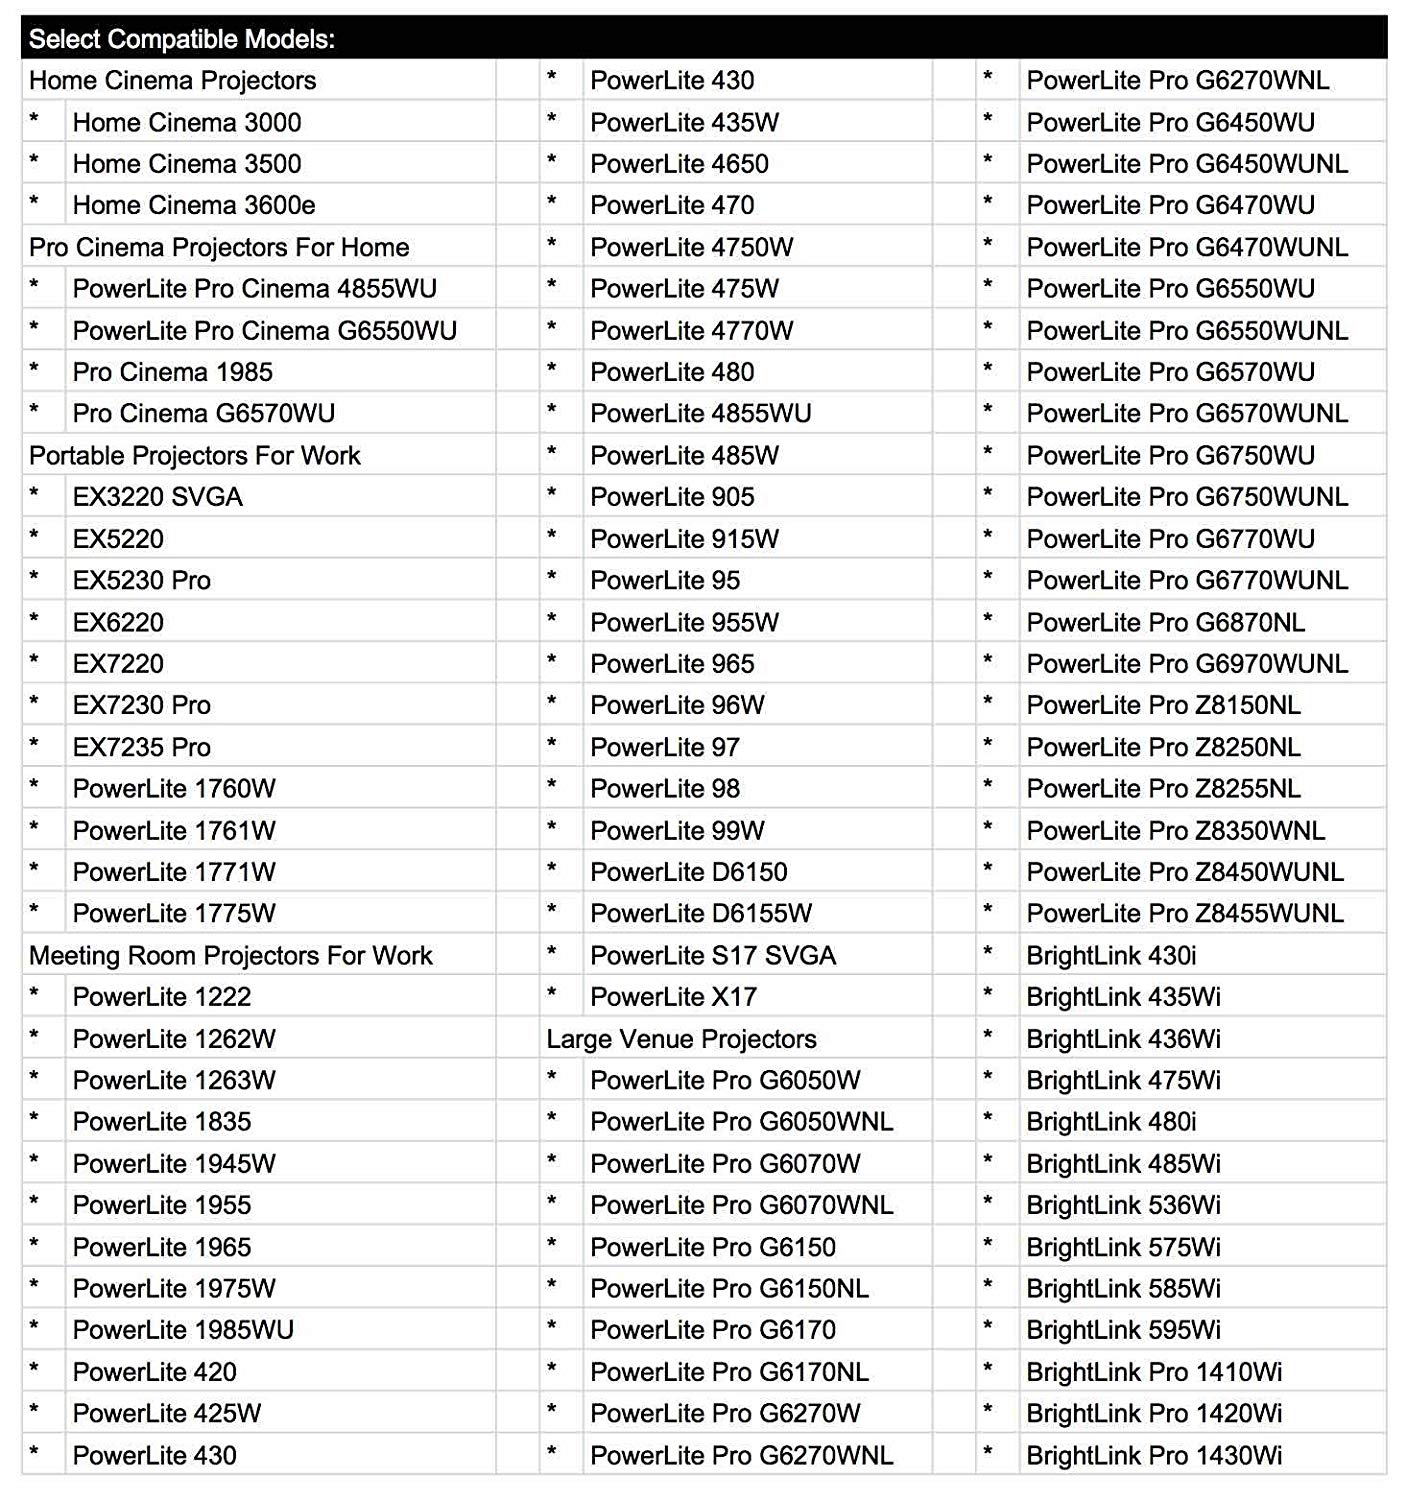 Select Compatible Models:
Home Cinema Projectors
* Home Cinema 3000
* Home Cinema 3500
* Home Cinema 3600e
Pro Cinema Projectors For Home
* PowerLite Pro Cinema 4855WU
* PowerLite Pro Cinema G6550WU
* Pro Cinema 1985
* Pro Cinema G6570WU
Portable Projectors For Work
* EX3220 SVGA
* EX5220
* EX5230 Pro
* EX6220
* EX7220
* EX7230 Pro
* EX7235 Pro
* PowerLite 1760W
* PowerLite 1761W
* PowerLite 1771W
* PowerLite 1775W
Meeting Room Projectors For Work
* PowerLite 1222
* PowerLite 1262W
* PowerLite 1263W
* PowerLite 1835
* PowerLite 1945W
* PowerLite 1955
* PowerLite 1965
* PowerLite 1975W
* PowerLite 1985WU
* PowerLite 420
* PowerLite 425W
* PowerLite 430
* PowerLite 430
* PowerLite 435W
* PowerLite 4650
* PowerLite 470
* PowerLite 4750W
* PowerLite 475W
* PowerLite 4770W
* PowerLite 480
* PowerLite 4855WU
* PowerLite 485W
* PowerLite 905
* PowerLite 915W
* PowerLite 95
* PowerLite 955W
* PowerLite 965
* PowerLite 96W
* PowerLite 97
* PowerLite 98
* PowerLite 99W
* PowerLite D6150
* PowerLite D6155W
* PowerLite S17 SVGA
* PowerLite X17
Large Venue Projectors
* PowerLite Pro G6050W
* PowerLite Pro G6050WNL
* PowerLite Pro G6070W
* PowerLite Pro G6070WNL
* PowerLite Pro G6150
* PowerLite Pro G6150NL
* PowerLite Pro G6170
* PowerLite Pro G6170NL
* PowerLite Pro G6270W
* PowerLite Pro G6270WNL
* PowerLite Pro G6270WNL
* PowerLite Pro G6450WU
* PowerLite Pro G6450WUNL
* PowerLite Pro G6470WU
* PowerLite Pro G6470WUNL
* PowerLite Pro G6550WU
* PowerLite Pro G6550WUNL
* PowerLite Pro G6570WU
* PowerLite Pro G6570WUNL
* PowerLite Pro G6750WU
* PowerLite Pro G6750WUNL
* PowerLite Pro G6770WU
* PowerLite Pro G6770WUNL
* PowerLite Pro G6870NL
* PowerLite Pro G6970WUNL
* PowerLite Pro Z8150NL
* PowerLite Pro Z8250NL
* PowerLite Pro Z8255NL
* PowerLite Pro Z8350WNL
* PowerLite Pro Z8450WUNL
* PowerLite Pro Z8455WUNL
* BrightLink 430i
* BrightLink 435Wi
* BrightLink 436Wi
* BrightLink 475Wi
* BrightLink 480i
* BrightLink 485Wi
* BrightLink 536Wi
* BrightLink 575Wi
* BrightLink 585Wi
* BrightLink 595Wi
* BrightLink Pro 1410Wi
* BrightLink Pro 1420Wi
* BrightLink Pro 1430Wi